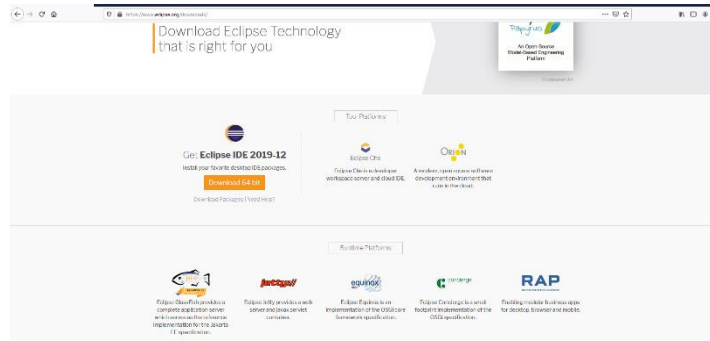 https://www.eclipse.org/downloads/
Download Eclipse Technology
that is right for you
Papyrus
An Open-Source
Model-Based Engineering
Platform
Tool Platforms
Get Eclipse IDE 2019-12
Install your favorite desktop IDE packages.
Download 64 bit
Download Packages | Need Help?
Eclipse Che
Eclipse Che is a developer
workspace server and cloud IDE.
ORION
A modern, open source software
development environment that
runs in the cloud.
Runtime Platforms
Eclipse GlassFish provides a
complete application server
which serves as the reference
implementation for the Jakarta
EE specification.
jetty://
Eclipse Jetty provides a web
server and javax.servlet
container.
equinox
Eclipse Equinox is an
implementation of the OSGi core
framework specification.
concierge
Eclipse Concierge is a small
footprint implementation of the
OSGi specification.
RAP
Enabling modular business apps
for desktop, browser and mobile.